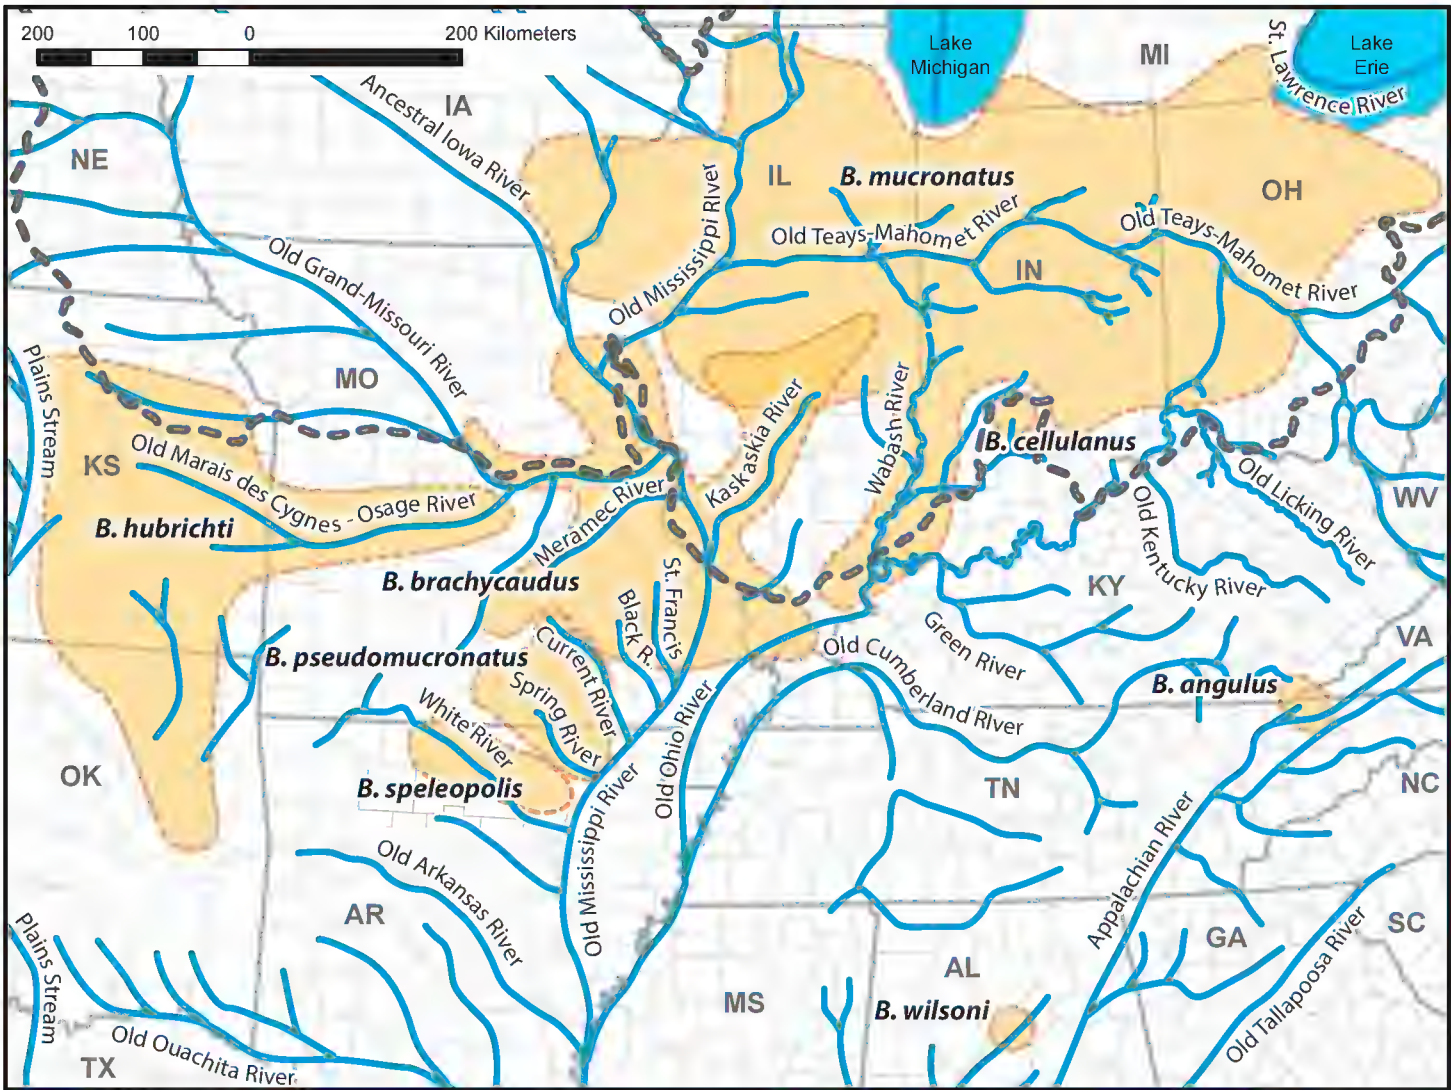 200 100 0 200 Kilometers
Lake
Michigan
MI
St. Lawrence River
Lake
Erie
IA
Ancestral Iowa River
NE
IL
B. mucronatus
OH
Old Mississippi River
Old Teays-Mahomet River
Old Teays-Mahomet River
IN
Old Grand-Missouri River
Plains Stream
MO
Kaskaskia River
Wabash River
B. cellulanus
KS
Old Marais des Cygnes - Osage River
B. hubrichti
Meramec River
Old Licking River
WV
Old Kentucky River
B. brachycaudus
St. Francis
Black R.
KY
Green River
VA
B. pseudomucronatus
Current River
Spring River
White River
Old Cumberland River
B. angulus
OK
B. speleopolis
Old Ohio River
TN
NC
Old Mississippi River
Old Arkansas River
Appalachian River
AR
Plains Stream
GA
SC
AL
MS
B. wilsoni
Old Tallapoosa River
Old Ouachita River
TX